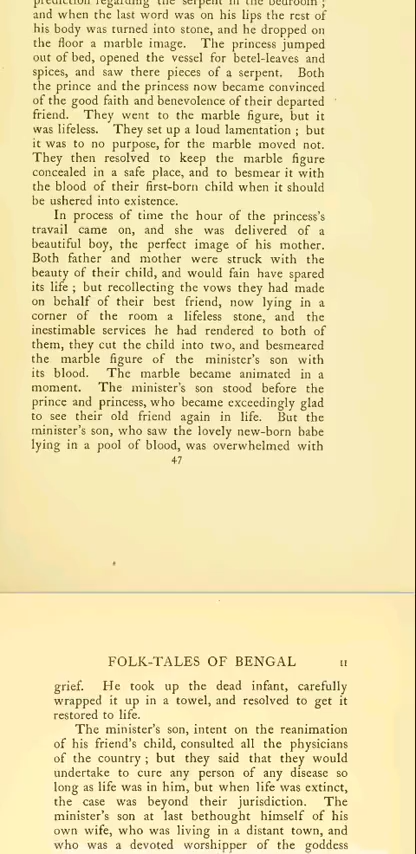 prediction regarding the serpent in the bedroom ;
and when the last word was on his lips the rest of
his body was turned into stone, and he dropped on
the floor a marble image. The princess jumped
out of bed, opened the vessel for betel-leaves and
spices, and saw there pieces of a serpent. Both
the prince and the princess now became convinced
of the good faith and benevolence of their departed
friend. They went to the marble figure, but it
was lifeless. They set up a loud lamentation ; but
it was to no purpose, for the marble moved not.
They then resolved to keep the marble figure
concealed in a safe place, and to besmear it with
the blood of their first-born child when it should
be ushered into existence.
In process of time the hour of the princess's
travail came on, and she was delivered of a
beautiful boy, the perfect image of his mother.
Both father and mother were struck with the
beauty of their child, and would fain have spared
its life ; but recollecting the vows they had made
on behalf of their best friend, now lying in a
corner of the room a lifeless stone, and the
inestimable services he had rendered to both of
them, they cut the child into two, and besmeared
the marble figure of the minister's son with
its blood. The marble became animated in a
moment. The minister's son stood before the
prince and princess, who became exceedingly glad
to see their old friend again in life. But the
minister's son, who saw the lovely new-born babe
lying in a pool of blood, was overwhelmed with
47
FOLK-TALES OF BENGAL II
grief. He took up the dead infant, carefully
wrapped it up in a towel, and resolved to get it
restored to life.
The minister's son, intent on the reanimation
of his friend's child, consulted all the physicians
of the country ; but they said that they would
undertake to cure any person of any disease so
long as life was in him, but when life was extinct,
the case was beyond their jurisdiction. The
minister's son at last bethought himself of his
own wife, who was living in a distant town, and
who was a devoted worshipper of the goddess